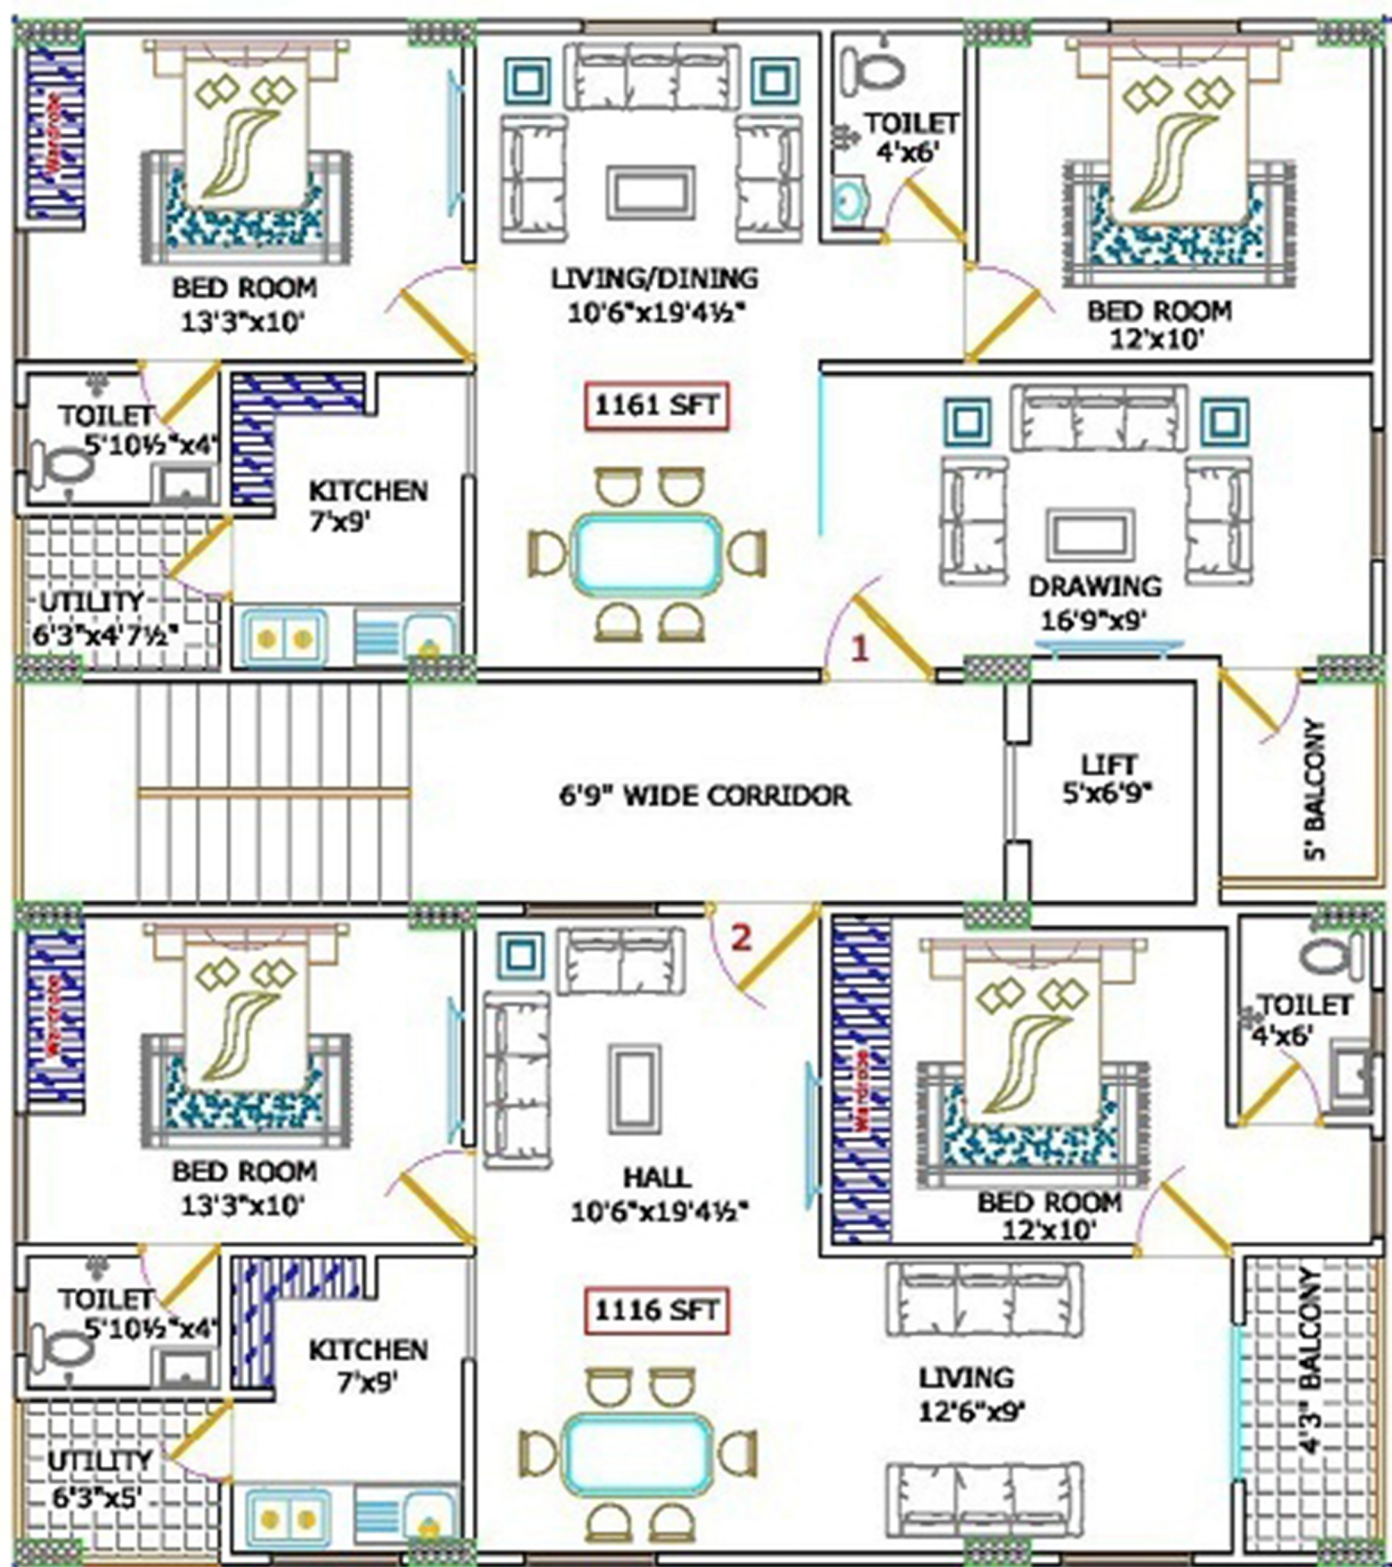 Wardrobe
BED ROOM
13'3"x10'
LIVING/DINING
10'6"x19'4½"
TOILET
4'x6'
BED ROOM
12'x10'
1161 SFT
TOILET
5'10½"x4'
KITCHEN
7'x9'
UTILITY
6'3"x4'7½"
DRAWING
16'9"x9'
1
6'9" WIDE CORRIDOR
LIFT
5'x6'9"
5' BALCONY
2
Wardrobe
BED ROOM
13'3"x10'
HALL
10'6"x19'4½"
Wardrobe
BED ROOM
12'x10'
TOILET
4'x6'
1116 SFT
TOILET
5'10½"x4'
KITCHEN
7'x9'
UTILITY
6'3"x5'
LIVING
12'6"x9'
4'3" BALCONY